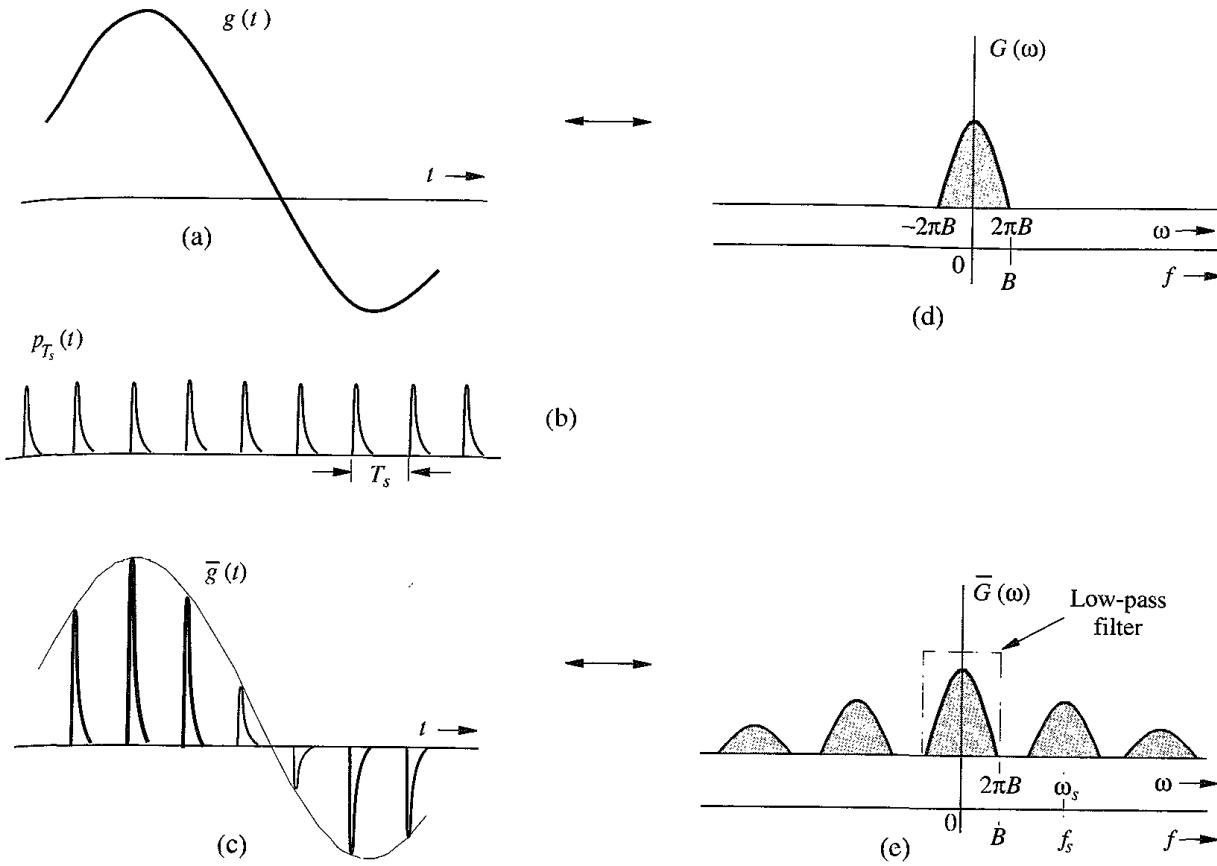 g(t)
t
(a)
G(ω)
−2πB 2πB ω
0 B f
(d)
p_{T_s}(t)
(b)
T_s
g̅(t)
t
(c)
G̅(ω)
Low-pass
filter
2πB ω_s ω
0 B f_s f
(e)